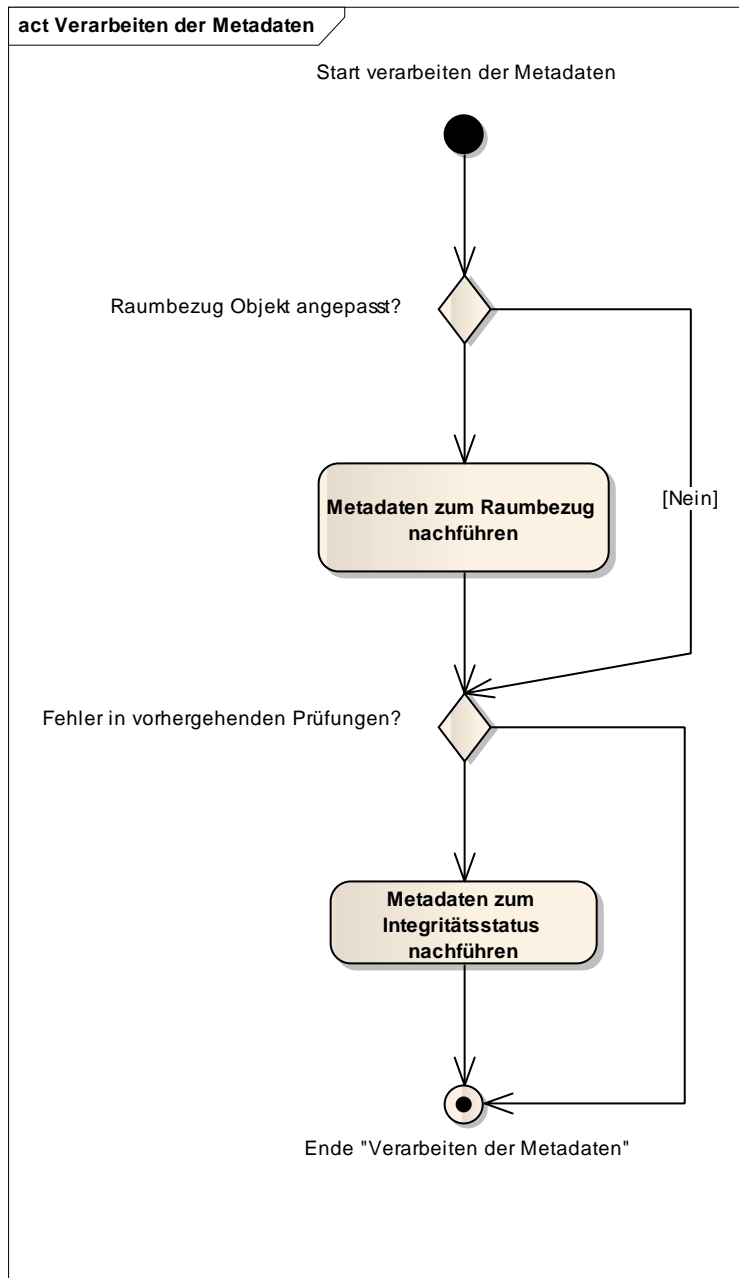 act Verarbeiten der Metadaten
Start verarbeiten der Metadaten
Raumbezug Objekt angepasst?
Metadaten zum Raumbezug
nachführen
[Nein]
Fehler in vorhergehenden Prüfungen?
Metadaten zum
Integritätsstatus
nachführen
Ende "Verarbeiten der Metadaten"